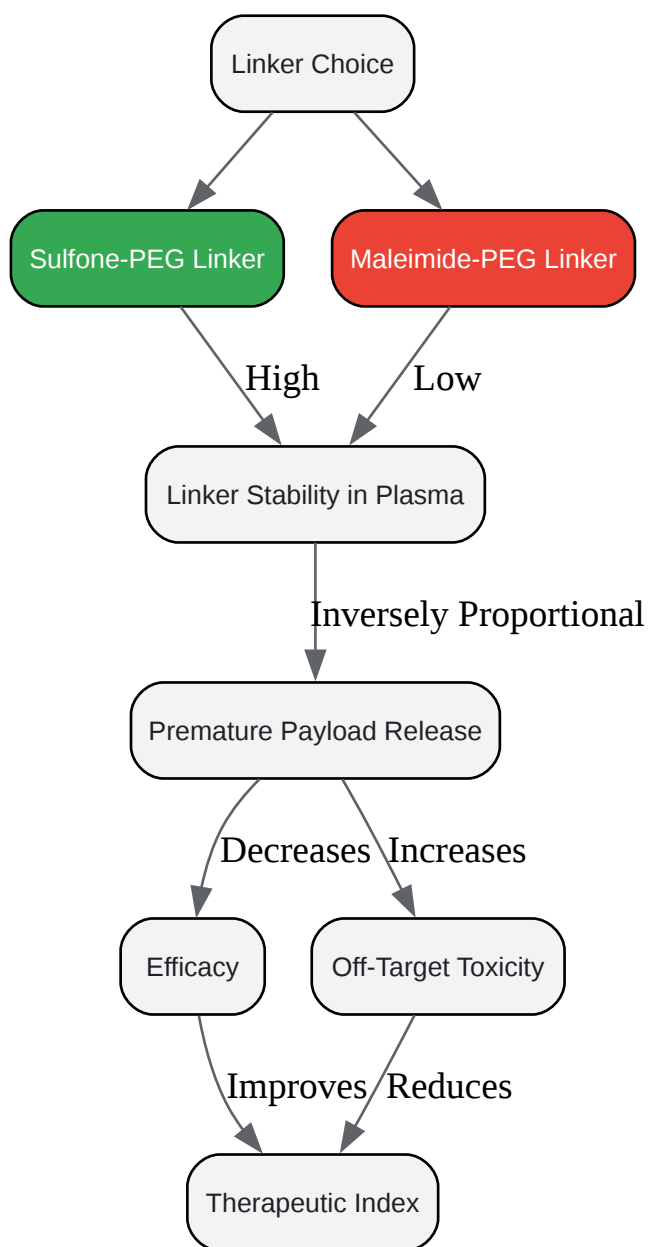 Linker Choice
Sulfone-PEG Linker
Maleimide-PEG Linker
High
Low
Linker Stability in Plasma
Inversely Proportional
Premature Payload Release
Decreases
Increases
Efficacy
Off-Target Toxicity
Improves
Reduces
Therapeutic Index